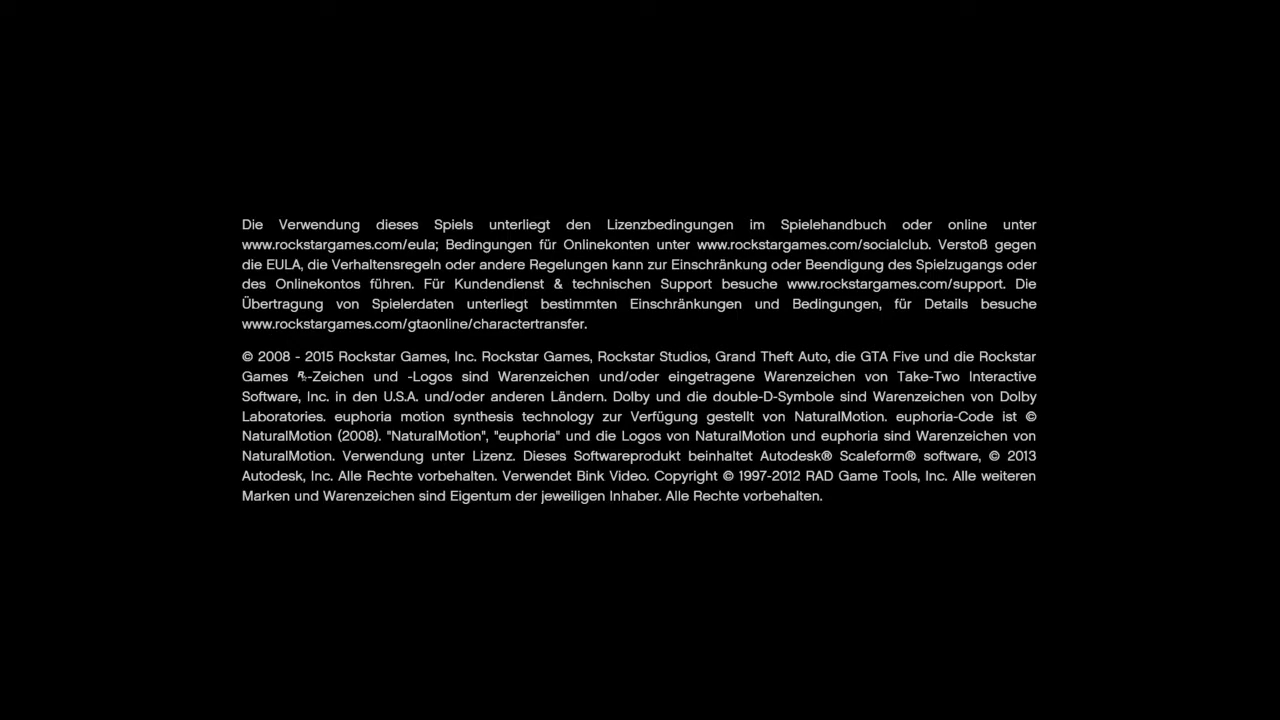 Die Verwendung dieses Spiels unterliegt den Lizenzbedingungen im Spielehandbuch oder online unter
www.rockstargames.com/eula; Bedingungen für Onlinekonten unter www.rockstargames.com/socialclub. Verstoß gegen
die EULA, die Verhaltensregeln oder andere Regelungen kann zur Einschränkung oder Beendigung des Spielzugangs oder
des Onlinekontos führen. Für Kundendienst & technischen Support besuche www.rockstargames.com/support. Die
Übertragung von Spielerdaten unterliegt bestimmten Einschränkungen und Bedingungen, für Details besuche
www.rockstargames.com/gtaonline/charactertransfer.
© 2008 - 2015 Rockstar Games, Inc. Rockstar Games, Rockstar Studios, Grand Theft Auto, die GTA Five und die Rockstar
Games R-Zeichen und -Logos sind Warenzeichen und/oder eingetragene Warenzeichen von Take-Two Interactive
Software, Inc. in den U.S.A. und/oder anderen Ländern. Dolby und die double-D-Symbole sind Warenzeichen von Dolby
Laboratories. euphoria motion synthesis technology zur Verfügung gestellt von NaturalMotion. euphoria-Code ist ©
NaturalMotion (2008). "NaturalMotion", "euphoria" und die Logos von NaturalMotion und euphoria sind Warenzeichen von
NaturalMotion. Verwendung unter Lizenz. Dieses Softwareprodukt beinhaltet Autodesk® Scaleform® software, © 2013
Autodesk, Inc. Alle Rechte vorbehalten. Verwendet Bink Video. Copyright © 1997-2012 RAD Game Tools, Inc. Alle weiteren
Marken und Warenzeichen sind Eigentum der jeweiligen Inhaber. Alle Rechte vorbehalten.